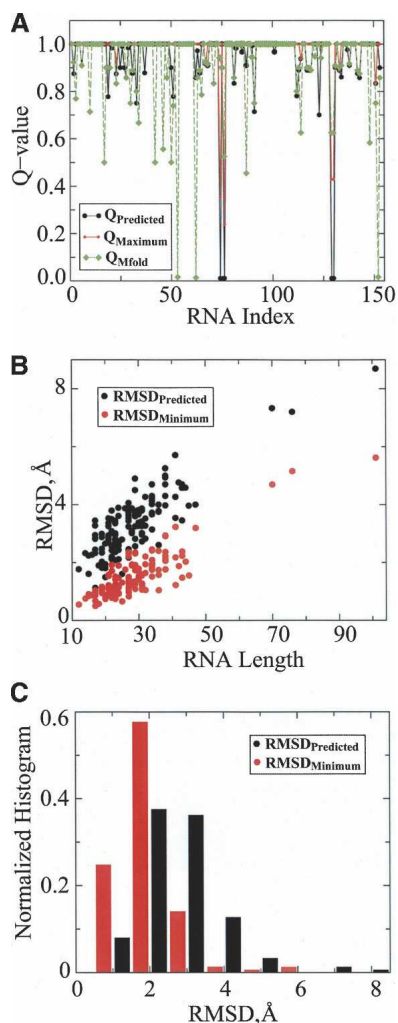 A
1.0
0.8
0.6
0.4
0.2
0.0
Q-value
QPredicted
QMaximum
QMfold
0 50 100 150
RNA Index
B
8
4
0
RMSD,Å
RMSDPredicted
RMSDMinimum
10 30 50 70 90
RNA Length
C
0.6
0.4
0.2
0
Normalized Histogram
RMSDPredicted
RMSDMinimum
0 2 4 6 8
RMSD,Å